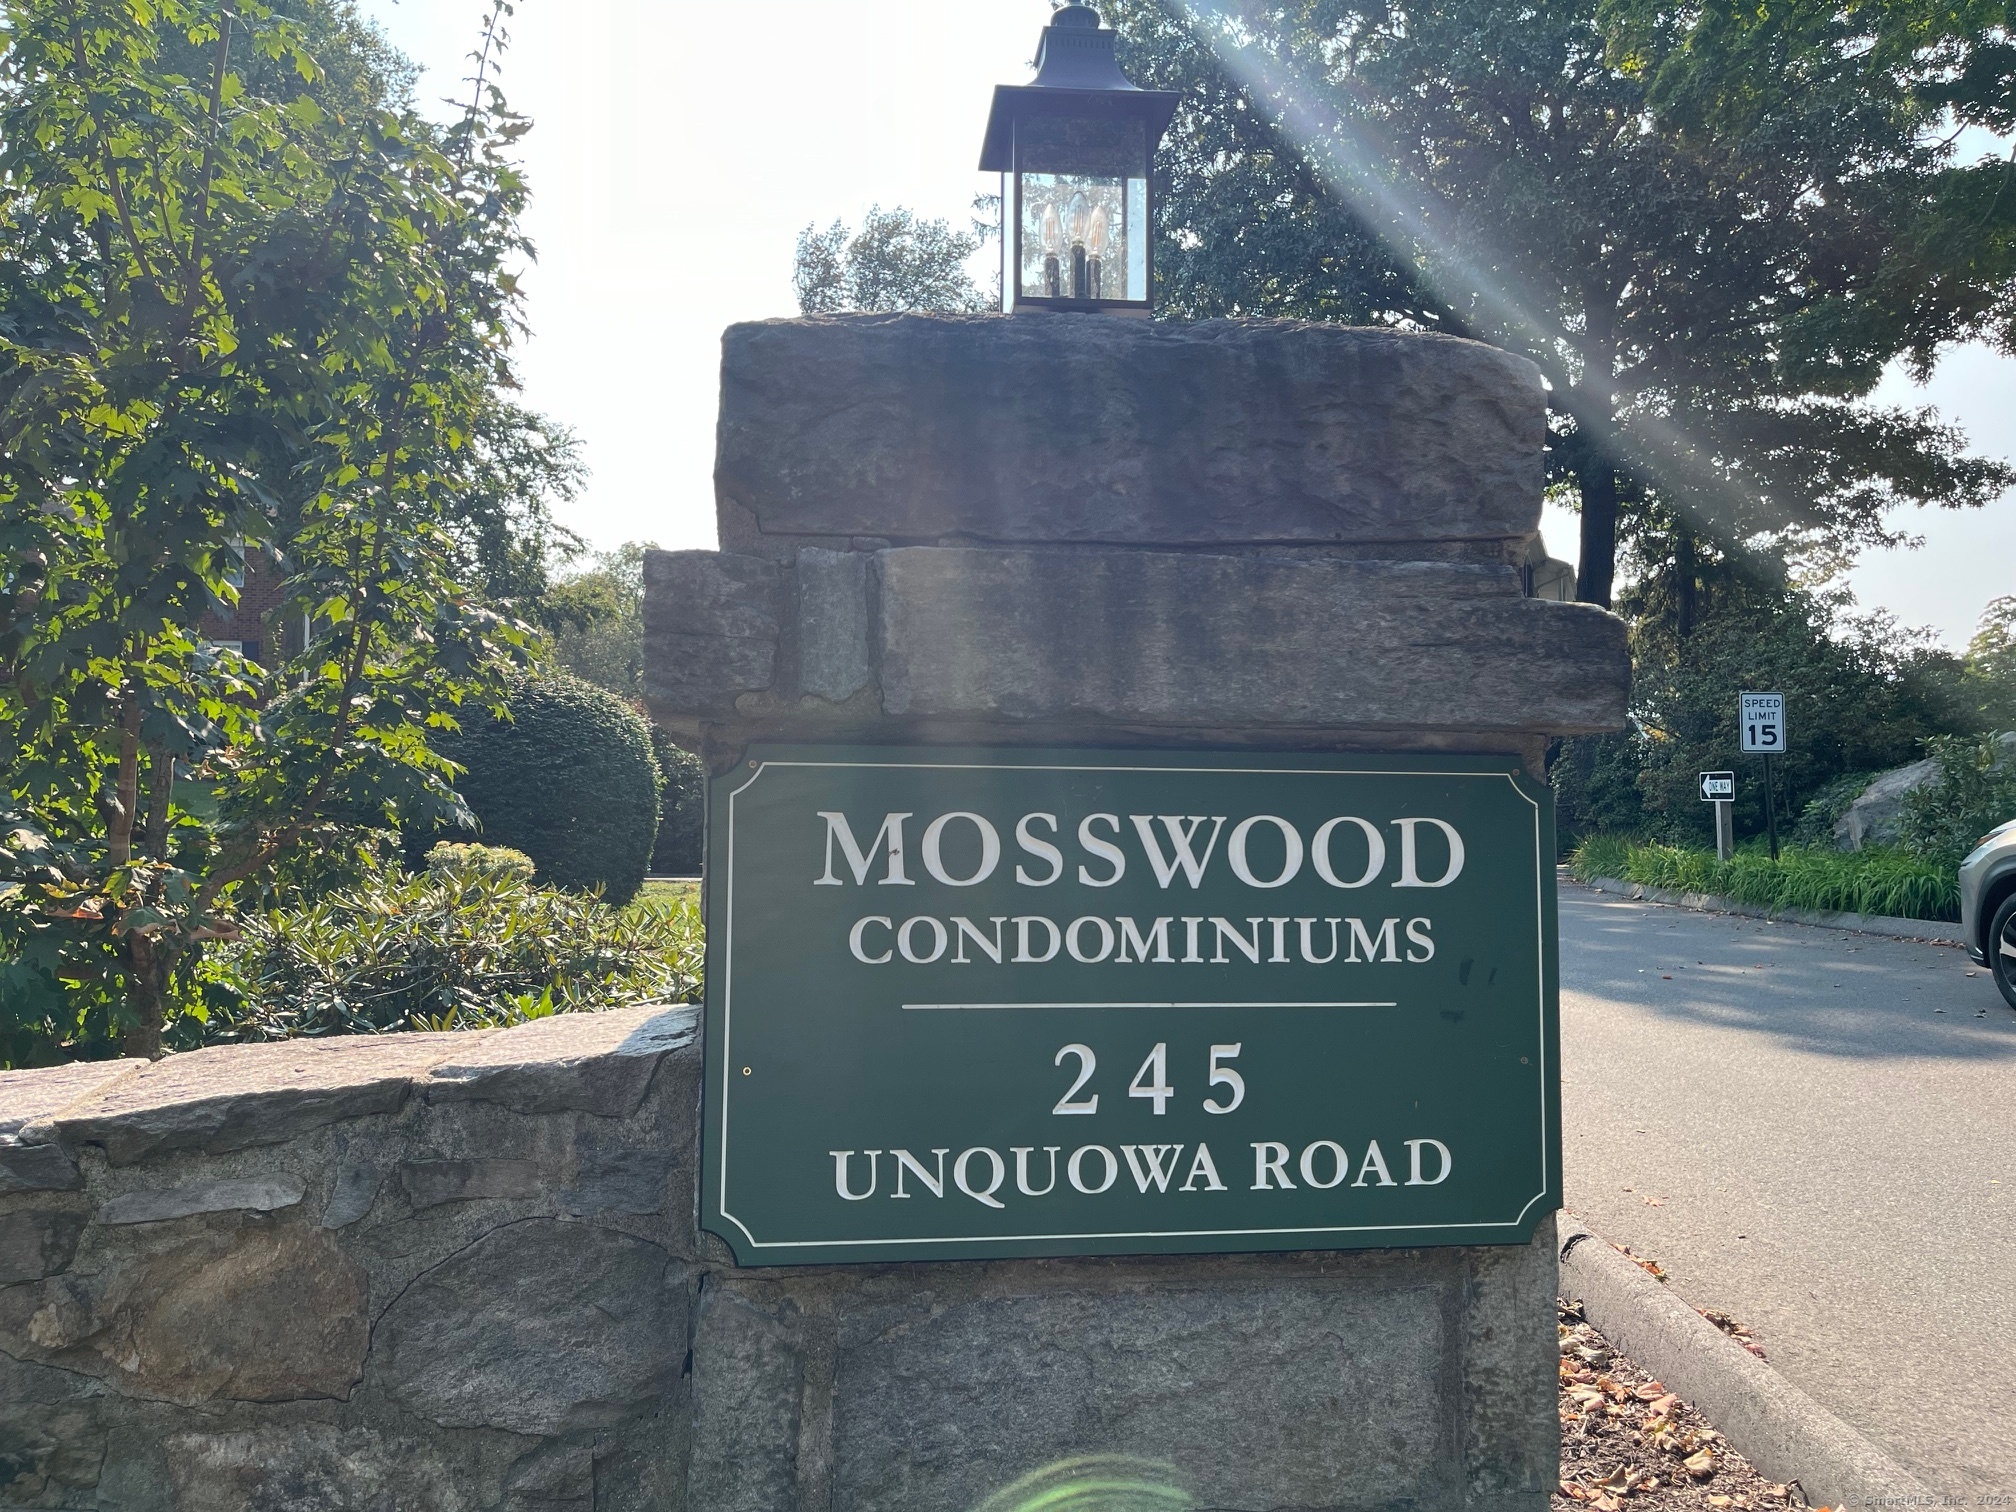 SPEED
LIMIT
15
ONE WAY
MOSSWOOD
CONDOMINIUMS
245
UNQUOWA ROAD